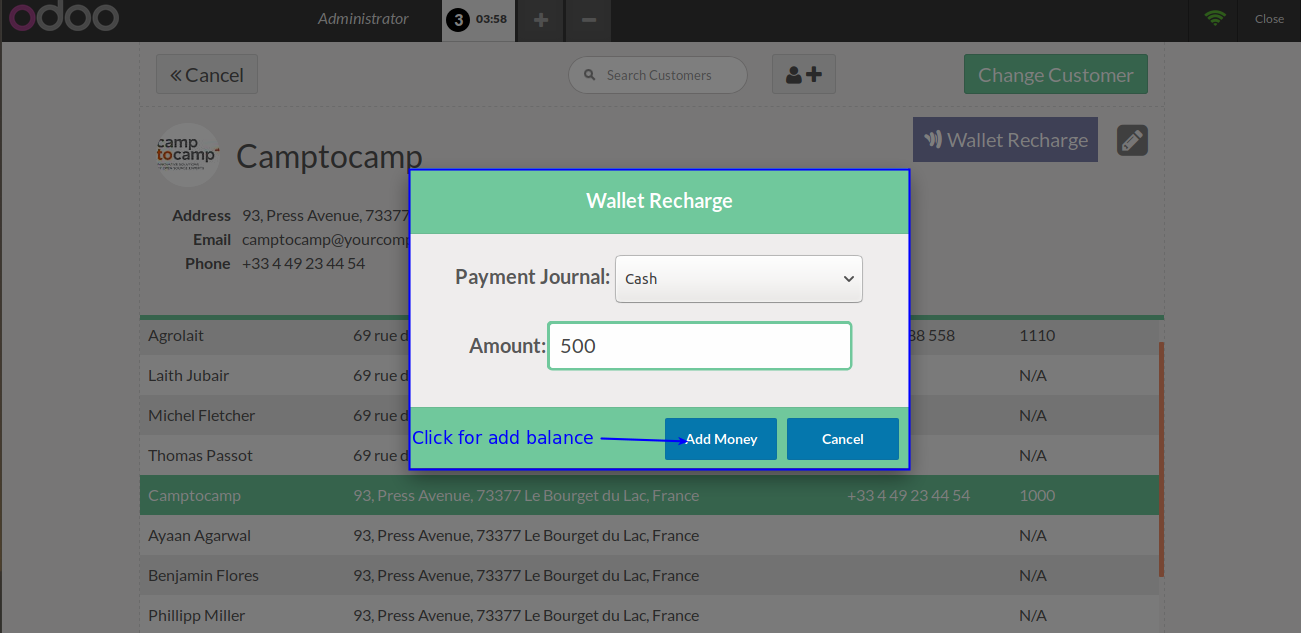 odoo Administrator 3 03:58 Close
Cancel Search Customers Change Customer
camp
tocamp
Camptocamp
Wallet Recharge
Address 93, Press Avenue, 73377
Email camptocamp@yourcomp
Phone +33 4 49 23 44 54
Wallet Recharge
Payment Journal: Cash
Amount: 500
Click for add balance Add Money Cancel
Agrolait 69 rue d 38 558 1110
Laith Jubair 69 rue d N/A
Michel Fletcher 69 rue d N/A
Thomas Passot 69 rue d N/A
Camptocamp 93, Press Avenue, 73377 Le Bourget du Lac, France +33 4 49 23 44 54 1000
Ayaan Agarwal 93, Press Avenue, 73377 Le Bourget du Lac, France N/A
Benjamin Flores 93, Press Avenue, 73377 Le Bourget du Lac, France N/A
Phillipp Miller 93, Press Avenue, 73377 Le Bourget du Lac, France N/A